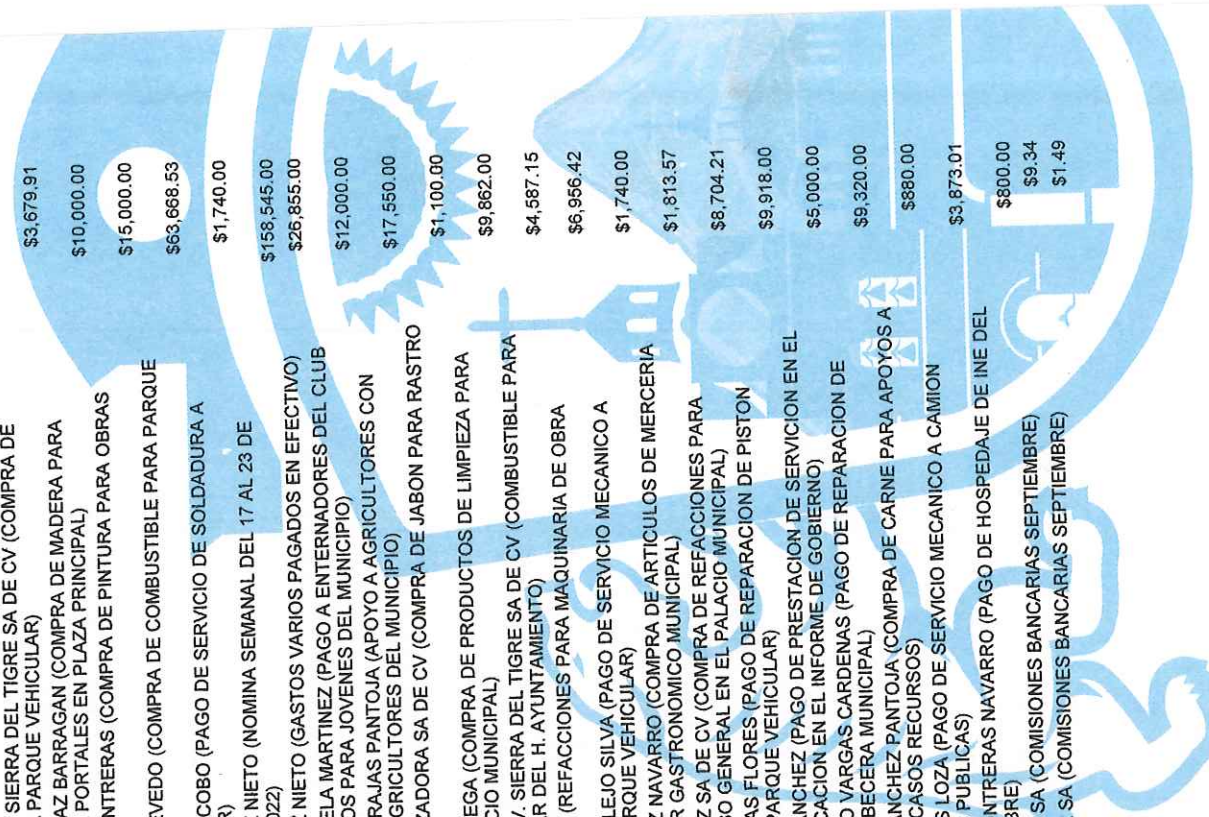 SIERRA DEL TIGRE SA DE CV (COMPRA DE
PARQUE VEHICULAR) $3,679.91
AZ BARRAGAN (COMPRA DE MADERA PARA
PORTALES EN PLAZA PRINCIPAL) $10,000.00
NTRERAS (COMPRA DE PINTURA PARA OBRAS
$15,000.00
EVEDO (COMPRA DE COMBUSTIBLE PARA PARQUE
$63,668.53
COBO (PAGO DE SERVICIO DE SOLDADURA A
R) $1,740.00
Z NIETO (NOMINA SEMANAL DEL 17 AL 23 DE
2022) $158,545.00
Z NIETO (GASTOS VARIOS PAGADOS EN EFECTIVO) $26,855.00
ELA MARTINEZ (PAGO A ENTERNADORES DEL CLUB
OS PARA JOVENES DEL MUNICIPIO) $12,000.00
RAJAS PANTOJA (APOYO A AGRICULTORES CON
GRICULTORES DEL MUNICIPIO) $17,550.00
ZADORA SA DE CV (COMPRA DE JABON PARA RASTRO
$1,100.00
EGA (COMPRA DE PRODUCTOS DE LIMPIEZA PARA
CIO MUNICIPAL) $9,862.00
V. SIERRA DEL TIGRE SA DE CV (COMBUSTIBLE PARA
AR DEL H. AYUNTAMIENTO) $4,587.15
(REFACCIONES PARA MAQUINARIA DE OBRA
$6,956.42
LEJO SILVA (PAGO DE SERVICIO MECANICO A
RQUE VEHICULAR) $1,740.00
Z NAVARRO (COMPRA DE ARTICULOS DE MERCERIA
R GASTRONOMICO MUNICIPAL) $1,813.57
Z SA DE CV (COMPRA DE REFACCIONES PARA
SO GENERAL EN EL PALACIO MUNICIPAL) $8,704.21
AS FLORES (PAGO DE REPARACION DE PISTON
PARQUE VEHICULAR) $9,918.00
ANCHEZ (PAGO DE PRESTACION DE SERVICION EN EL
CACION EN EL INFORME DE GOBIERNO) $5,000.00
O VARGAS CARDENAS (PAGO DE REPARACION DE
BECERA MUNICIPAL) $9,320.00
NCHEZ PANTOJA (COMPRA DE CARNE PARA APOYOS A
CASOS RECURSOS) $880.00
S LOZA (PAGO DE SERVICIO MECANICO A CAMION
PUBLICAS) $3,873.01
NTRERAS NAVARRO (PAGO DE HOSPEDAJE DE INE DEL
BRE) $800.00
SA (COMISIONES BANCARIAS SEPTIEMBRE) $9.34
SA (COMISIONES BANCARIAS SEPTIEMBRE) $1.49